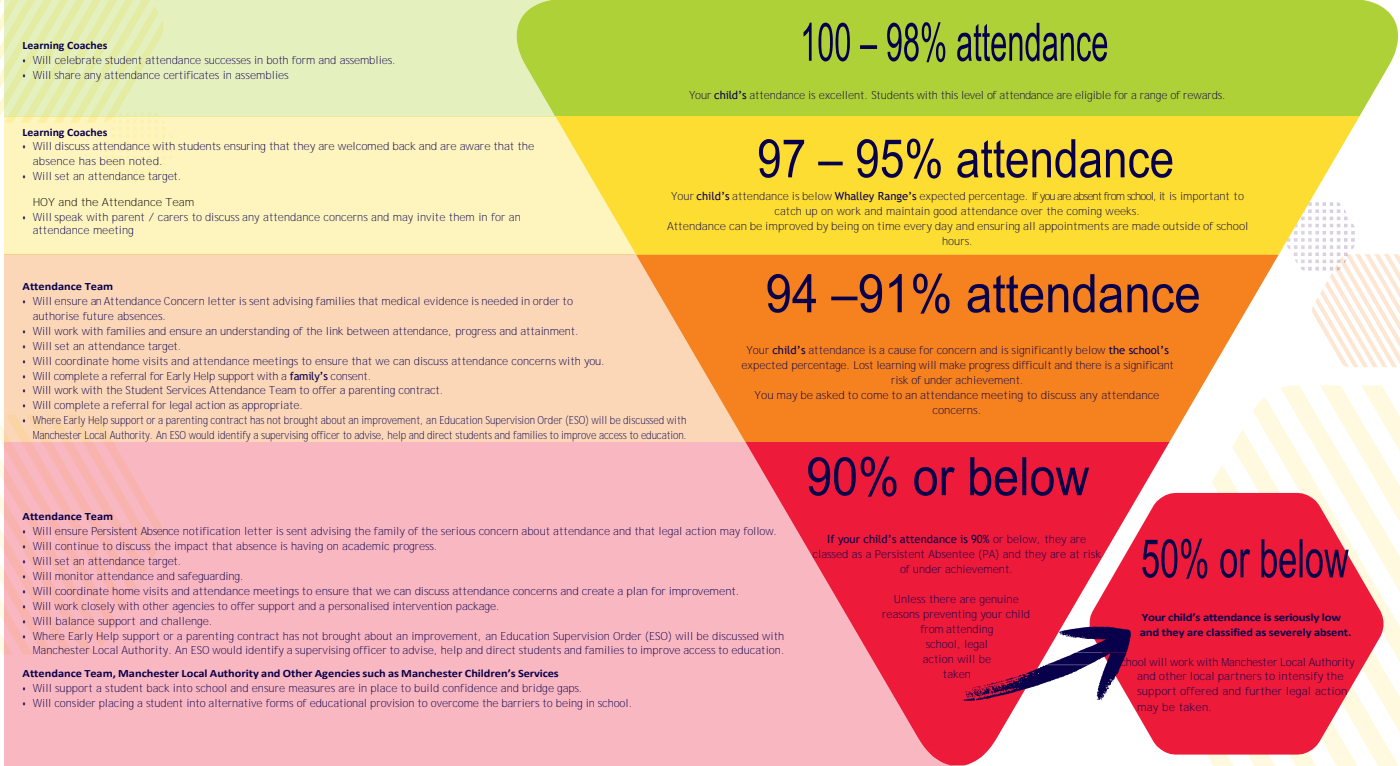 Learning Coaches
• Will celebrate student attendance successes in both form and assemblies.
• Will share any attendance certificates in assemblies
100 – 98% attendance
Your child’s attendance is excellent. Students with this level of attendance are eligible for a range of rewards.
Learning Coaches
• Will discuss attendance with students ensuring that they are welcomed back and are aware that the
absence has been noted.
• Will set an attendance target.
HOY and the Attendance Team
• Will speak with parent / carers to discuss any attendance concerns and may invite them in for an
attendance meeting
97 – 95% attendance
Your child’s attendance is below Whalley Range’s expected percentage. If you are absent from school, it is important to
catch up on work and maintain good attendance over the coming weeks.
Attendance can be improved by being on time every day and ensuring all appointments are made outside of school
hours.
Attendance Team
• Will ensure an Attendance Concern letter is sent advising families that medical evidence is needed in order to
authorise future absences.
• Will work with families and ensure an understanding of the link between attendance, progress and attainment.
• Will set an attendance target.
• Will coordinate home visits and attendance meetings to ensure that we can discuss attendance concerns with you.
• Will complete a referral for Early Help support with a family’s consent.
• Will work with the Student Services Attendance Team to offer a parenting contract.
• Will complete a referral for legal action as appropriate.
• Where Early Help support or a parenting contract has not brought about an improvement, an Education Supervision Order (ESO) will be discussed with
Manchester Local Authority. An ESO would identify a supervising officer to advise, help and direct students and families to improve access to education.
94 –91% attendance
Your child’s attendance is a cause for concern and is significantly below the school’s
expected percentage. Lost learning will make progress difficult and there is a significant
risk of under achievement.
You may be asked to come to an attendance meeting to discuss any attendance
concerns.
Attendance Team
• Will ensure Persistent Absence notification letter is sent advising the family of the serious concern about attendance and that legal action may follow.
• Will continue to discuss the impact that absence is having on academic progress.
• Will set an attendance target.
• Will monitor attendance and safeguarding.
• Will coordinate home visits and attendance meetings to ensure that we can discuss attendance concerns and create a plan for improvement.
• Will work closely with other agencies to offer support and a personalised intervention package.
• Will balance support and challenge.
• Where Early Help support or a parenting contract has not brought about an improvement, an Education Supervision Order (ESO) will be discussed with
Manchester Local Authority. An ESO would identify a supervising officer to advise, help and direct students and families to improve access to education.
Attendance Team, Manchester Local Authority and Other Agencies such as Manchester Children’s Services
• Will support a student back into school and ensure measures are in place to build confidence and bridge gaps.
• Will consider placing a student into alternative forms of educational provision to overcome the barriers to being in school.
90% or below
If your child’s attendance is 90% or below, they are
classed as a Persistent Absentee (PA) and they are at risk
of under achievement.
Unless there are genuine
reasons preventing your child
from attending
school, legal
action will be
taken
50% or below
Your child’s attendance is seriously low
and they are classified as severely absent.
School will work with Manchester Local Authority
and other local partners to intensify the
support offered and further legal action
may be taken.